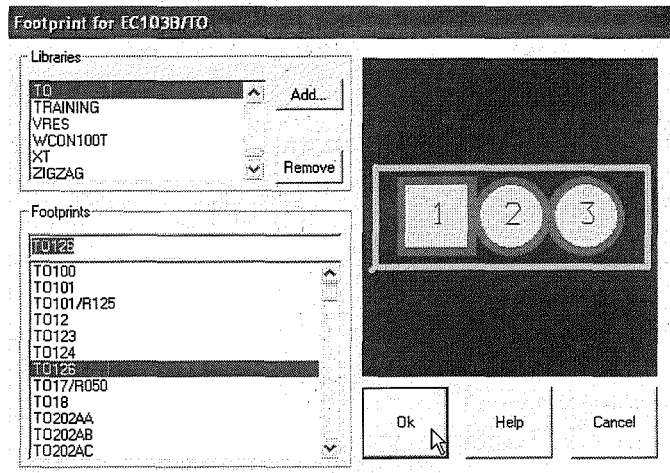 Footprint for EC103B/TO
Libraries
TO
TRAINING
VRES
WCON100T
XT
ZIGZAG
Add...
Remove
Footprints
TO126
TO100
TO101
TO101/R125
TO12
TO123
TO124
TO126
TO17/R050
TO18
TO202AA
TO202AB
TO202AC
1 2 3
Ok Help Cancel